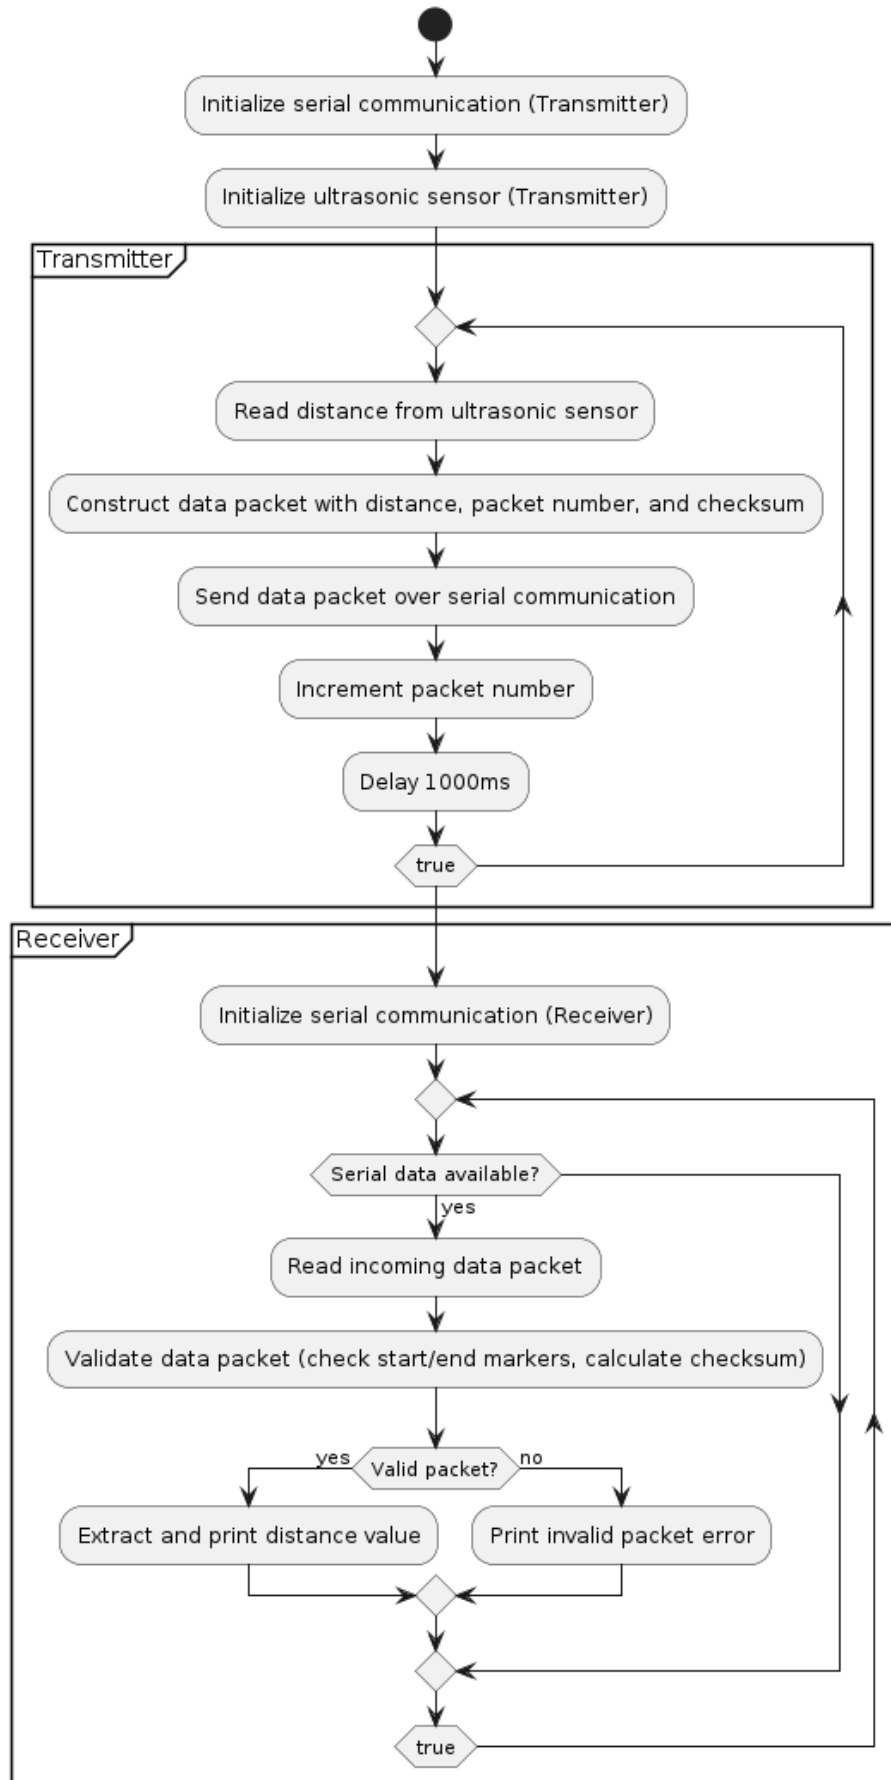 Initialize serial communication (Transmitter)
Initialize ultrasonic sensor (Transmitter)
Transmitter
Read distance from ultrasonic sensor
Construct data packet with distance, packet number, and checksum
Send data packet over serial communication
Increment packet number
Delay 1000ms
true
Receiver
Initialize serial communication (Receiver)
Serial data available?
yes
Read incoming data packet
Validate data packet (check start/end markers, calculate checksum)
yes
Valid packet?
no
Extract and print distance value
Print invalid packet error
true